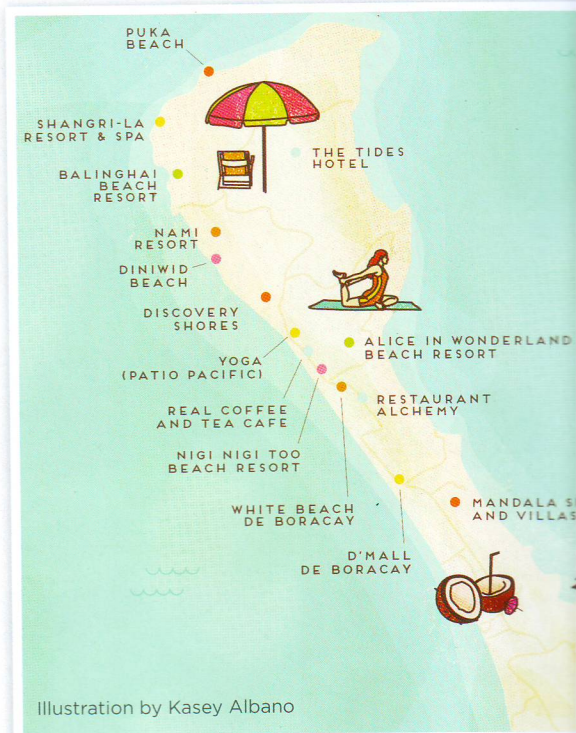 PUKA
BEACH
SHANGRI-LA
RESORT & SPA
THE TIDES
HOTEL
BALINGHAI
BEACH
RESORT
NAMI
RESORT
DINIWID
BEACH
DISCOVERY
SHORES
ALICE IN WONDERLAND
BEACH RESORT
YOGA
(PATIO PACIFIC)
RESTAURANT
ALCHEMY
REAL COFFEE
AND TEA CAFE
NIGI NIGI TOO
BEACH RESORT
WHITE BEACH
DE BORACAY
MANDALA
AND VILLAS
D'MALL
DE BORACAY
Illustration by Kasey Albano